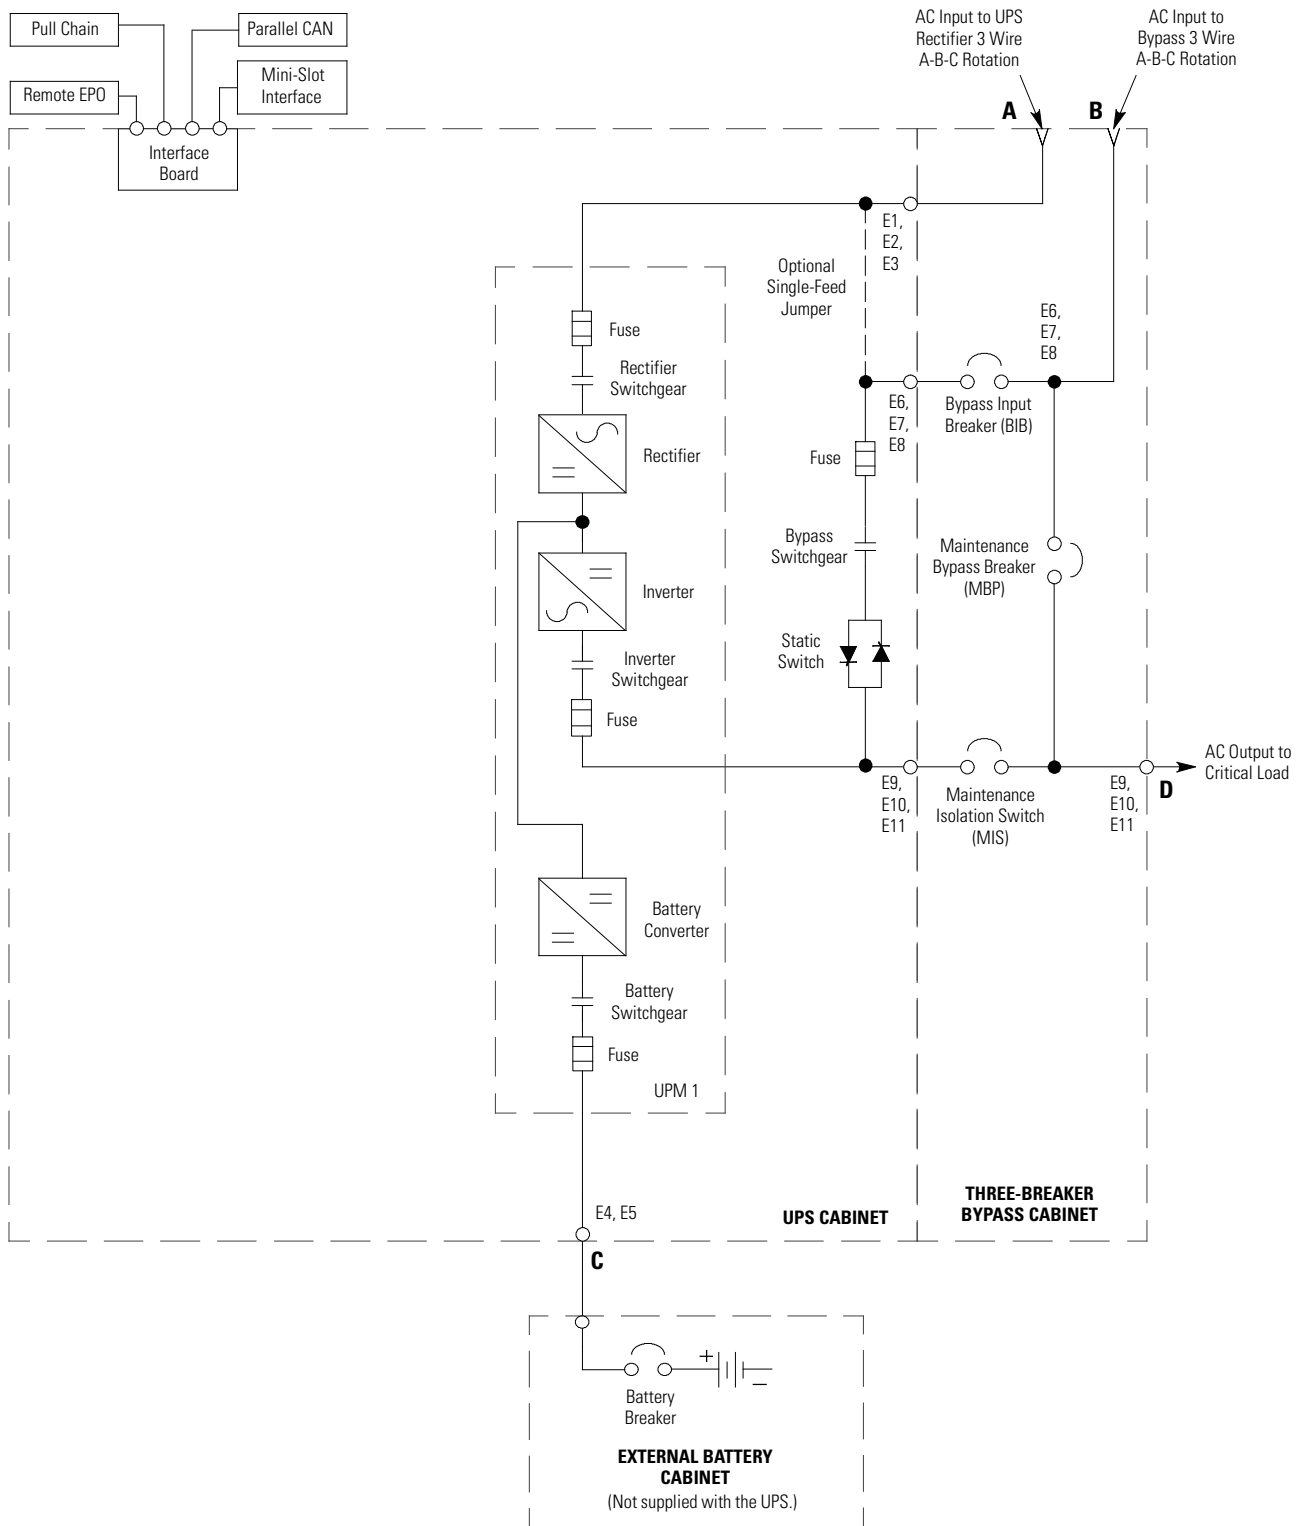 Pull Chain
Parallel CAN
Remote EPO
Mini-Slot
Interface
Interface
Board
AC Input to UPS
Rectifier 3 Wire
A-B-C Rotation
AC Input to
Bypass 3 Wire
A-B-C Rotation
A
B
E1,
E2,
E3
Optional
Single-Feed
Jumper
E6,
E7,
E8
Fuse
Rectifier
Switchgear
Rectifier
E6,
E7,
E8
Bypass Input
Breaker (BIB)
Fuse
Bypass
Switchgear
Maintenance
Bypass Breaker
(MBP)
Inverter
Static
Switch
Inverter
Switchgear
Fuse
E9,
E10,
E11
Maintenance
Isolation Switch
(MIS)
E9,
E10,
E11
D
AC Output to
Critical Load
Battery
Converter
Battery
Switchgear
Fuse
UPM 1
E4, E5
C
UPS CABINET
THREE-BREAKER
BYPASS CABINET
+
−
Battery
Breaker
EXTERNAL BATTERY
CABINET
(Not supplied with the UPS.)